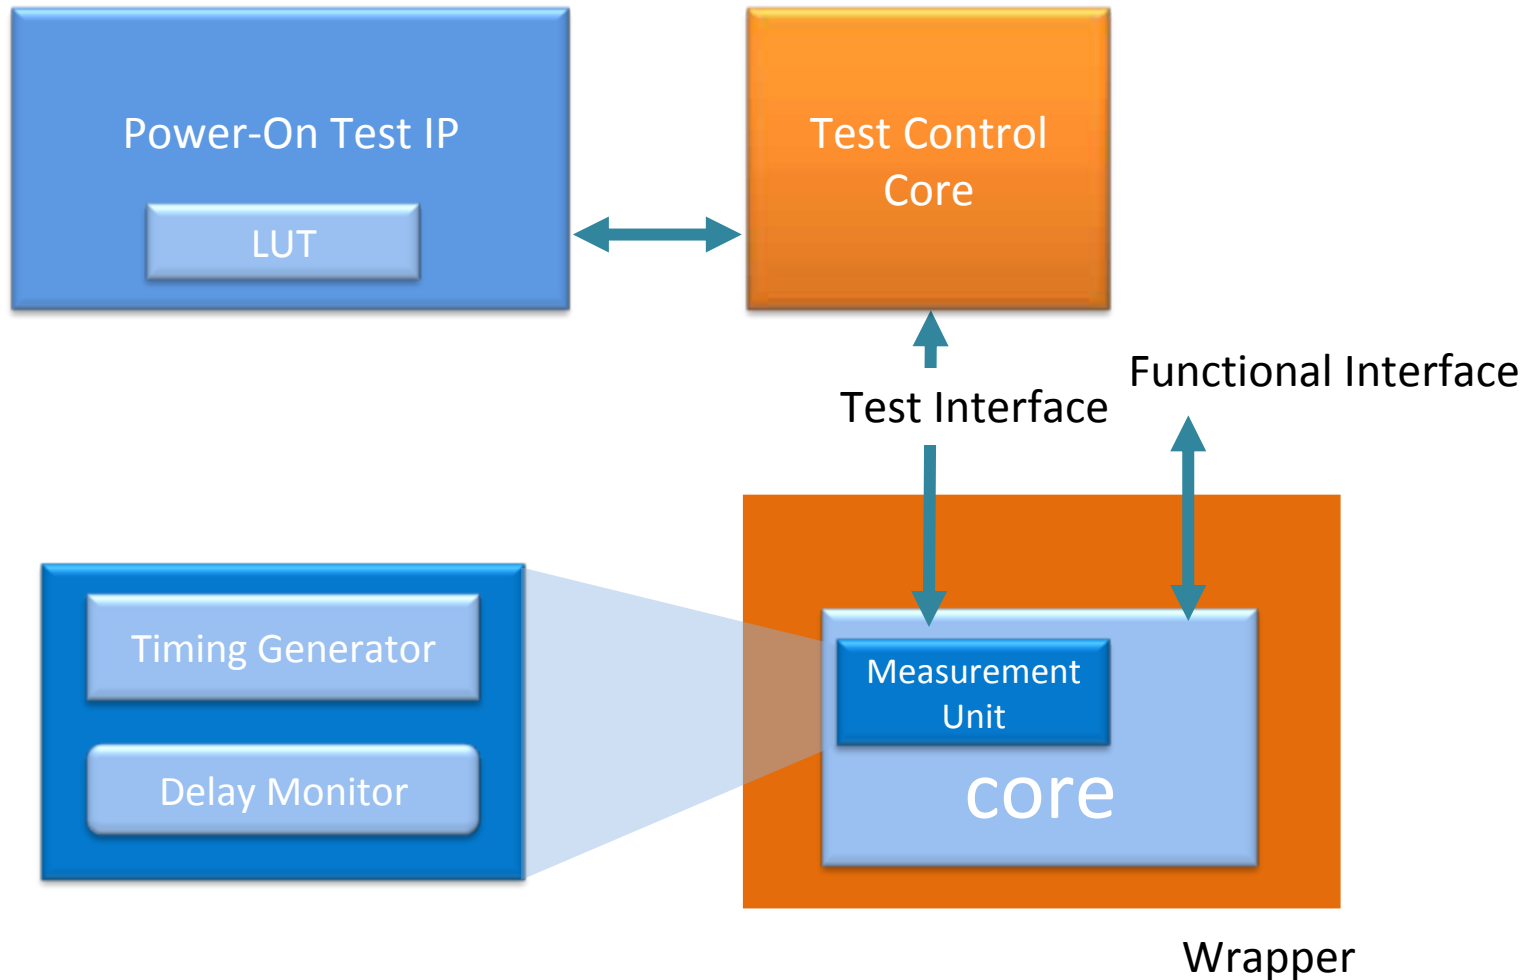 Power-On Test IP
LUT
Test Control
Core
Functional Interface
Test Interface
Timing Generator
Delay Monitor
Measurement
Unit
core
Wrapper